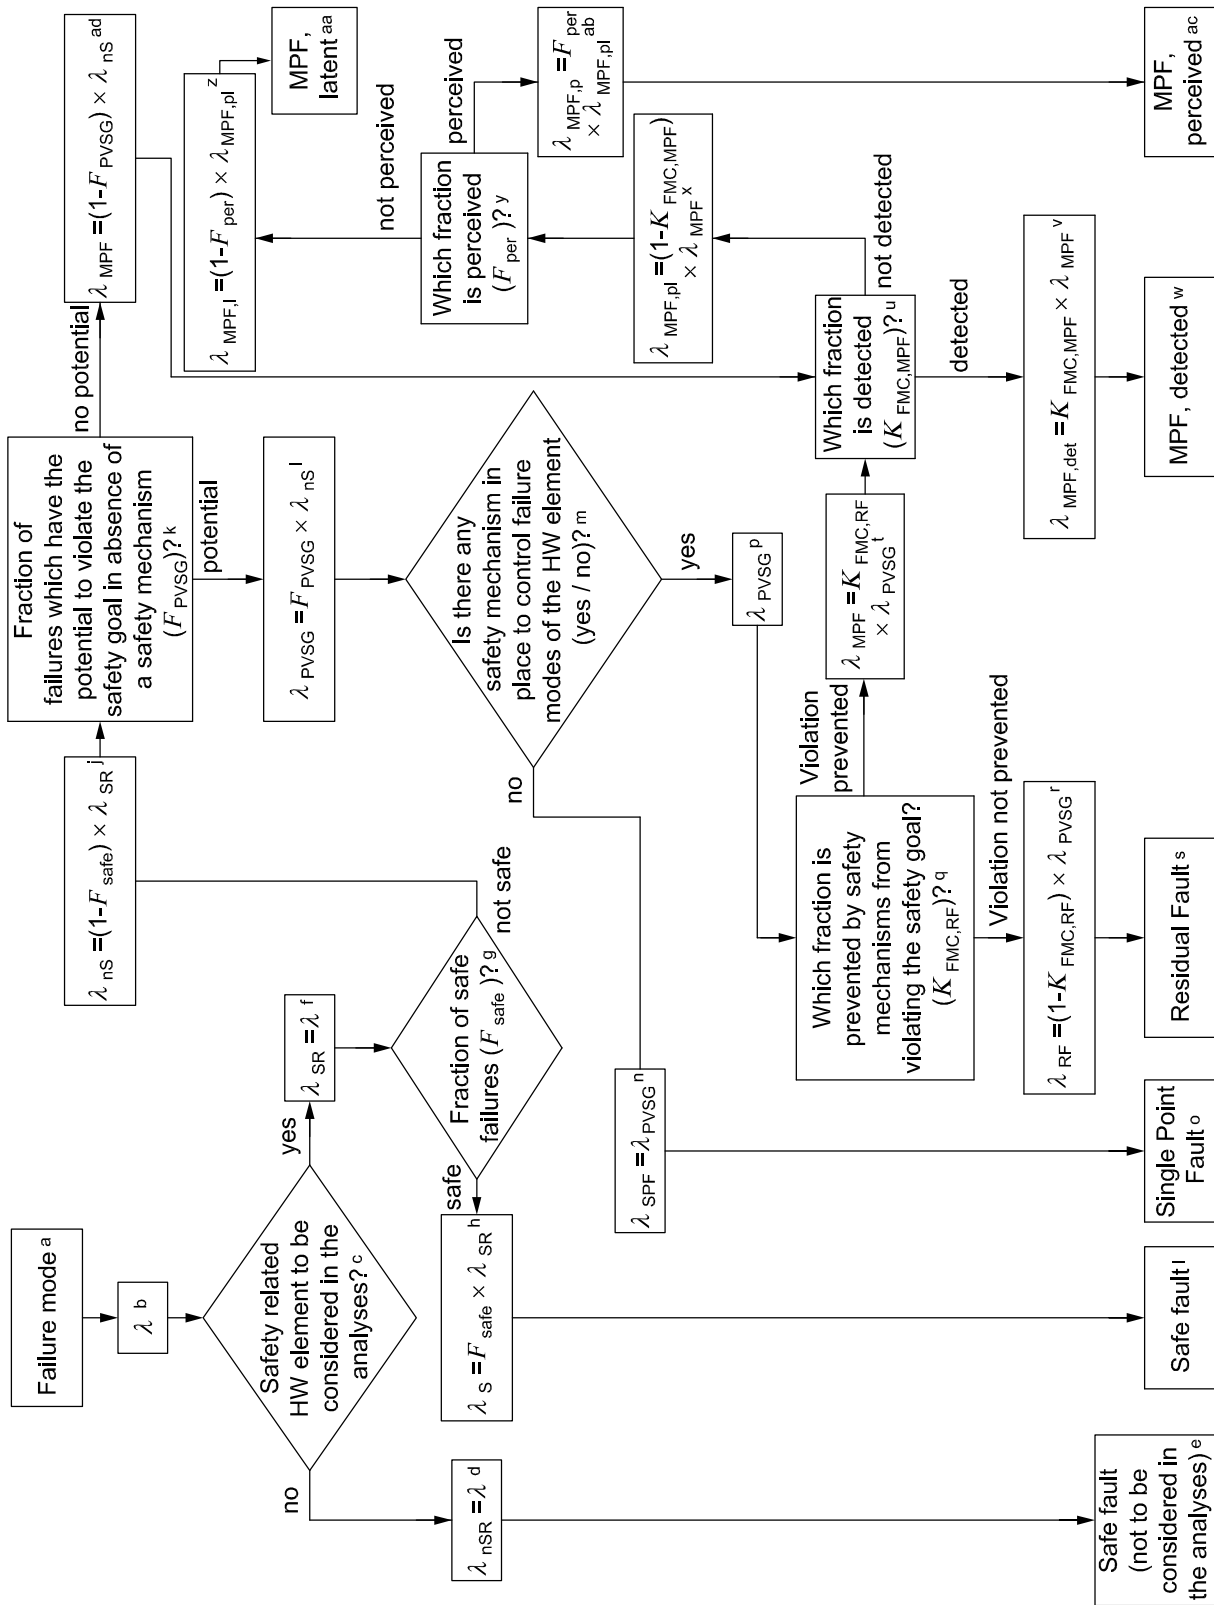 Failure mode a
λ b
Safety related
HW element to be
considered in the
analyses? c
no
yes
λ nSR = λ d
Safe fault
(not to be
considered in
the analyses) e
λ SR = λ f
Fraction of safe
failures (F safe )? g
safe
not safe
λ S = F safe × λ SR h
Safe fault I
λ nS =(1-F safe) × λ SR j
Fraction of
failures which have the
potential to violate the
safety goal in absence of
a safety mechanism
(F PVSG)? k
potential
no potential
λ PVSG = F PVSG × λ nS l
Is there any
safety mechanism in
place to control failure
modes of the HW element
(yes / no)? m
no
yes
λ SPF = λ PVSG n
Single Point
Fault o
λ PVSG p
Which fraction is
prevented by safety
mechanisms from
violating the safety goal?
(K FMC,RF)? q
Violation
prevented
Violation not prevented
λ RF =(1-K FMC,RF) × λ PVSG r
Residual Fault s
λ MPF = K FMC,RF
× λ PVSG t
Which fraction
is detected
(K FMC,MPF)? u
detected
not detected
λ MPF,det = K FMC,MPF × λ MPF v
MPF, detected w
λ MPF,pl =(1-K FMC,MPF)
× λ MPF x
Which fraction
is perceived
(F per )? y
not perceived
perceived
λ MPF,l =(1-F per) × λ MPF,pl z
MPF,
latent aa
λ MPF,p = F per
× λ MPF,pl ab
MPF,
perceived ac
λ MPF =(1-F PVSG) × λ nS ad